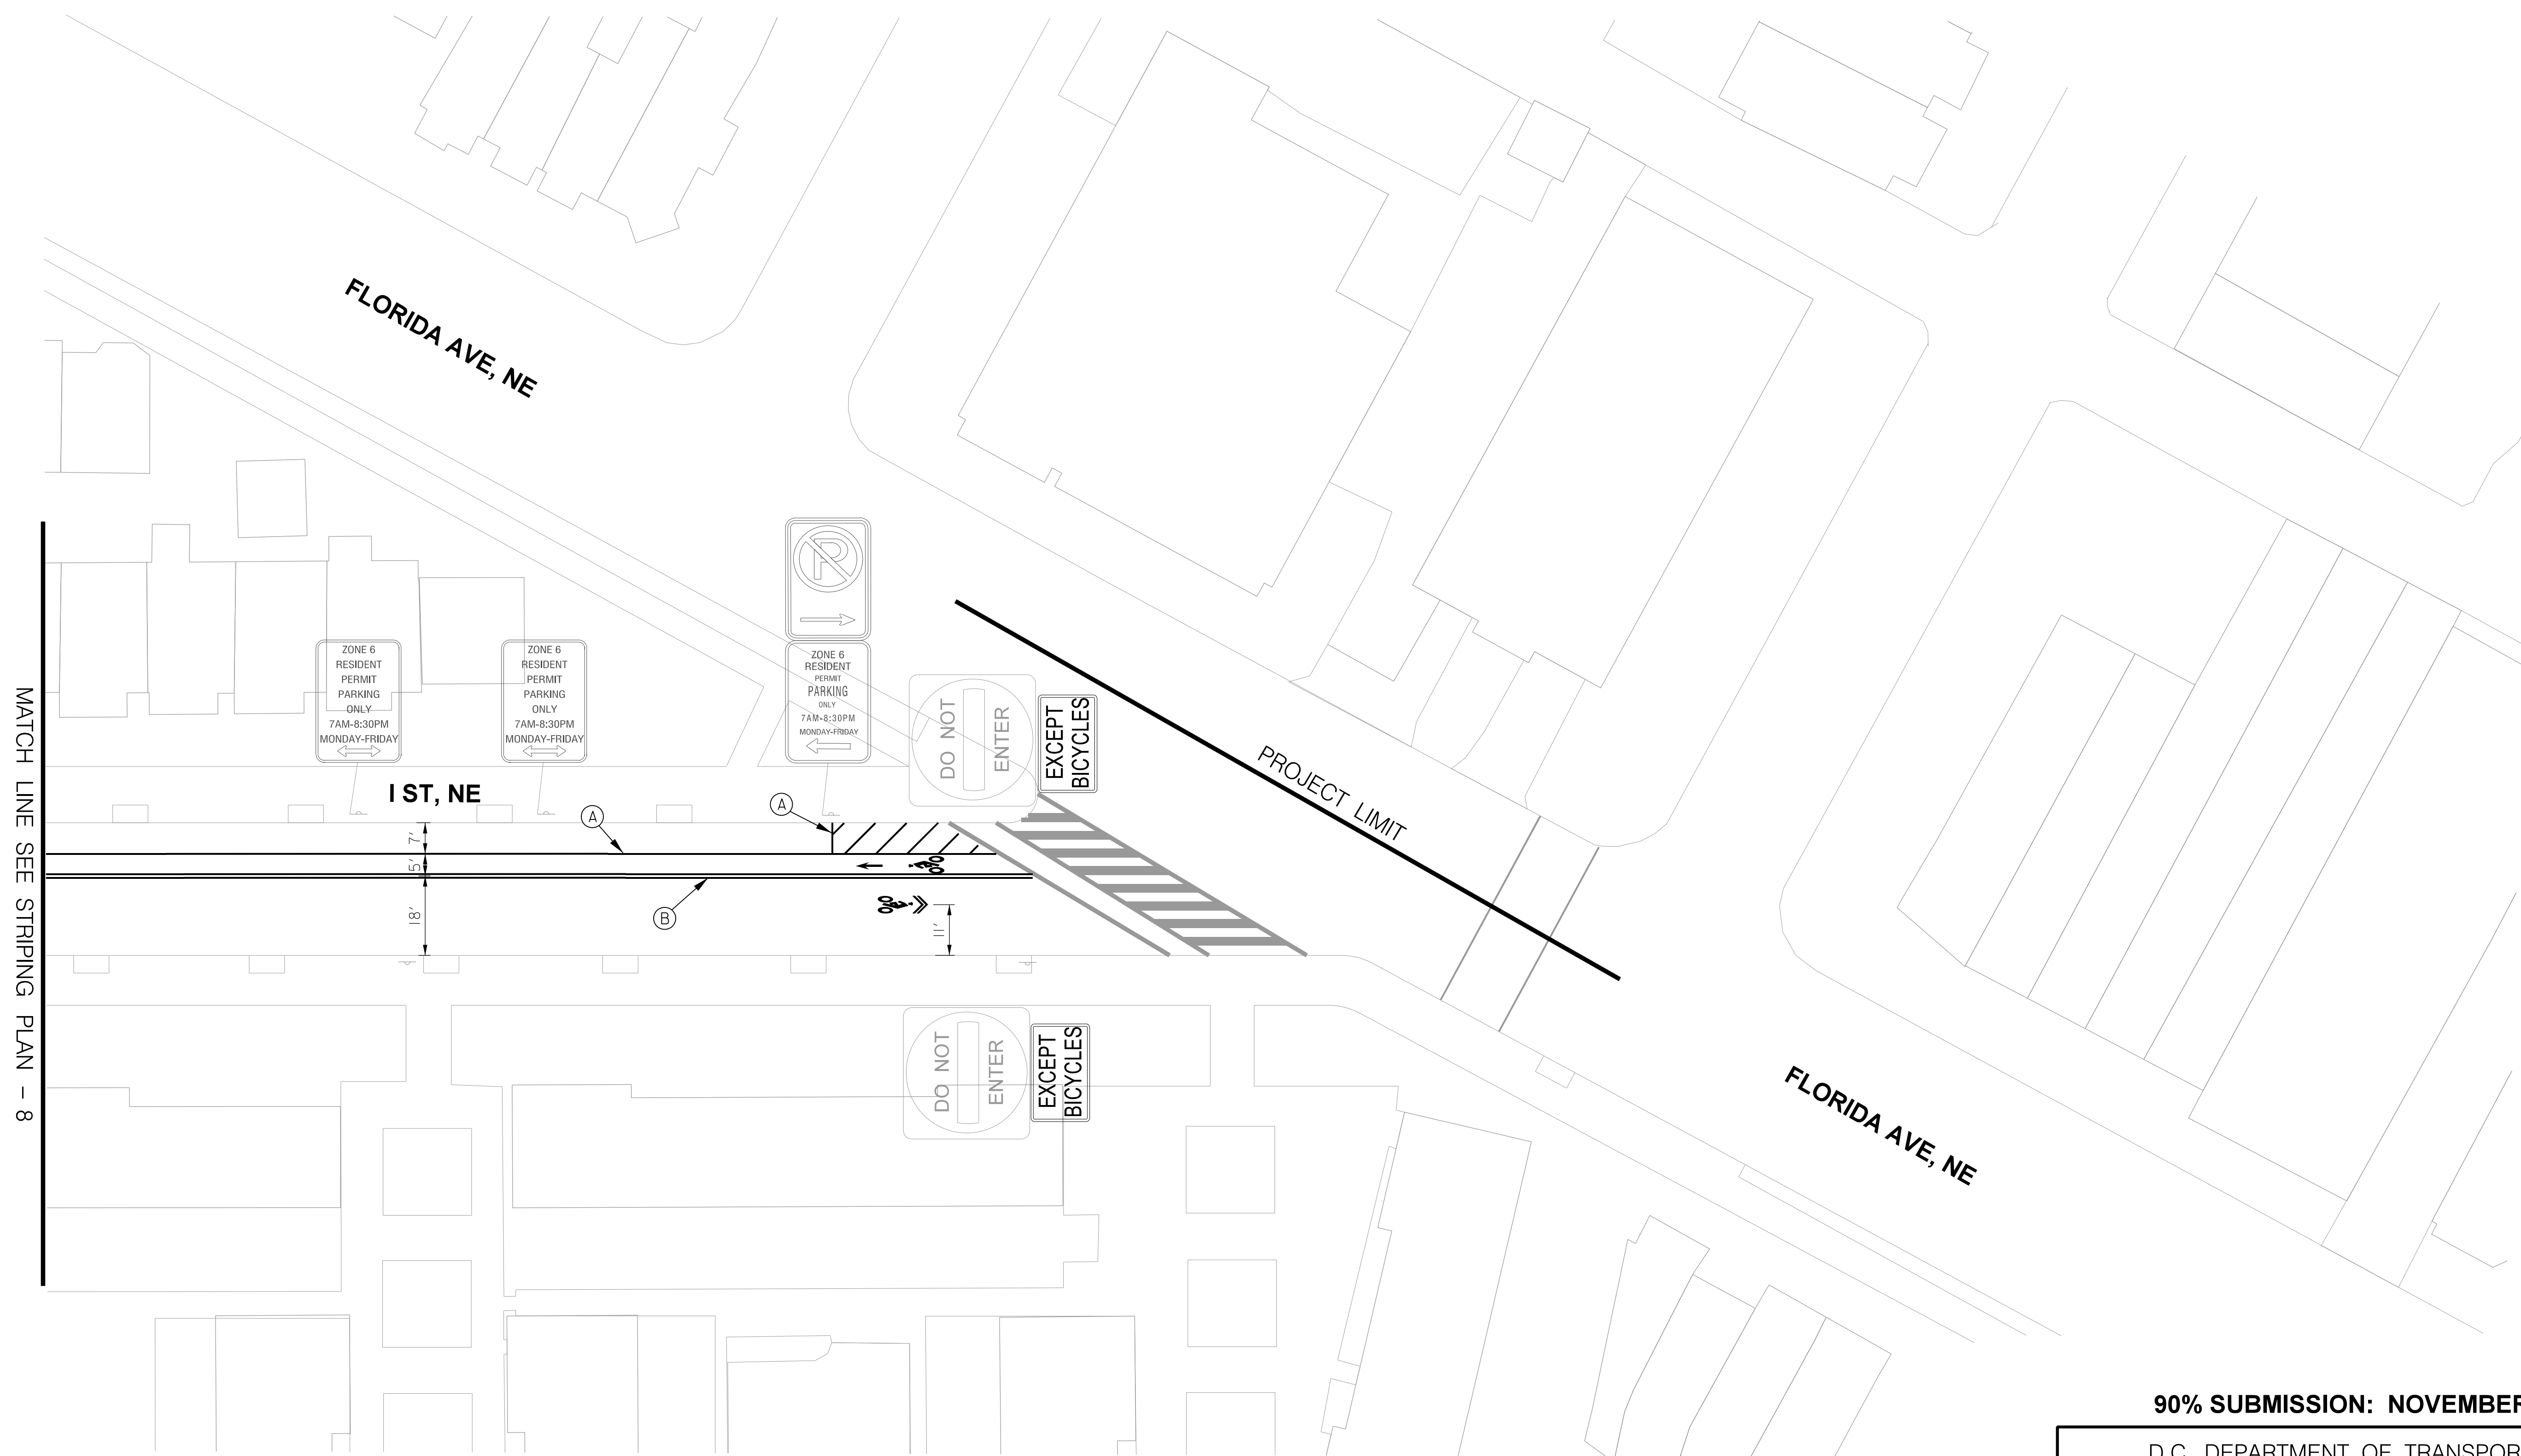 FLORIDA AVE, NE
ZONE 6
RESIDENT
PERMIT
PARKING
ONLY
7AM-8:30PM
MONDAY-FRIDAY
ZONE 6
RESIDENT
PERMIT
PARKING
ONLY
7AM-8:30PM
MONDAY-FRIDAY
P
ZONE 6
RESIDENT
PERMIT
PARKING
ONLY
7AM-8:30PM
MONDAY-FRIDAY
DO NOT
ENTER
EXCEPT
BICYCLES
PROJECT LIMIT
MATCH LINE SEE STRIPING PLAN - 8
I ST, NE
A
A
7'
5'
18'
B
11'
DO NOT
ENTER
EXCEPT
BICYCLES
FLORIDA AVE, NE
90% SUBMISSION: NOVEMBER
D.C. DEPARTMENT OF TRANSPOR